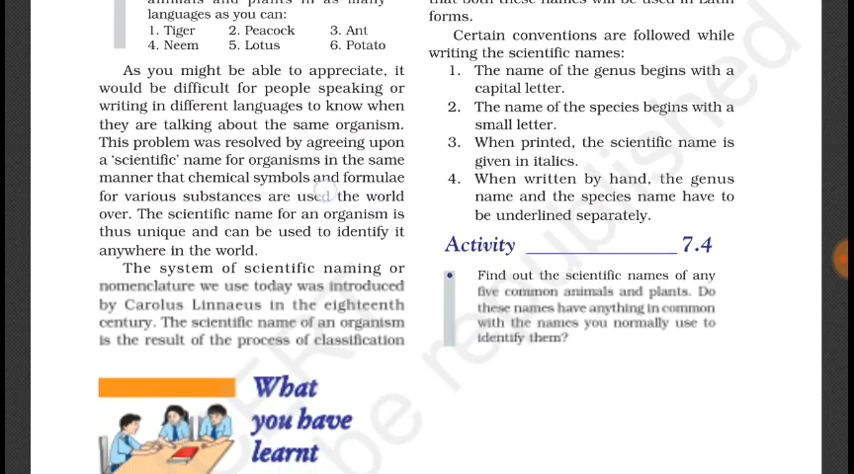 languages as you can:
1. Tiger 2. Peacock 3. Ant
4. Neem 5. Lotus 6. Potato
As you might be able to appreciate, it
would be difficult for people speaking or
writing in different languages to know when
they are talking about the same organism.
This problem was resolved by agreeing upon
a ‘scientific’ name for organisms in the same
manner that chemical symbols and formulae
for various substances are used the world
over. The scientific name for an organism is
thus unique and can be used to identify it
anywhere in the world.
The system of scientific naming or
nomenclature we use today was introduced
by Carolus Linnaeus in the eighteenth
century. The scientific name of an organism
is the result of the process of classification
forms.
Certain conventions are followed while
writing the scientific names:
1. The name of the genus begins with a
capital letter.
2. The name of the species begins with a
small letter.
3. When printed, the scientific name is
given in italics.
4. When written by hand, the genus
name and the species name have to
be underlined separately.
Activity 7.4
• Find out the scientific names of any
five common animals and plants. Do
these names have anything in common
with the names you normally use to
identify them?
What
you have
learnt
be republished